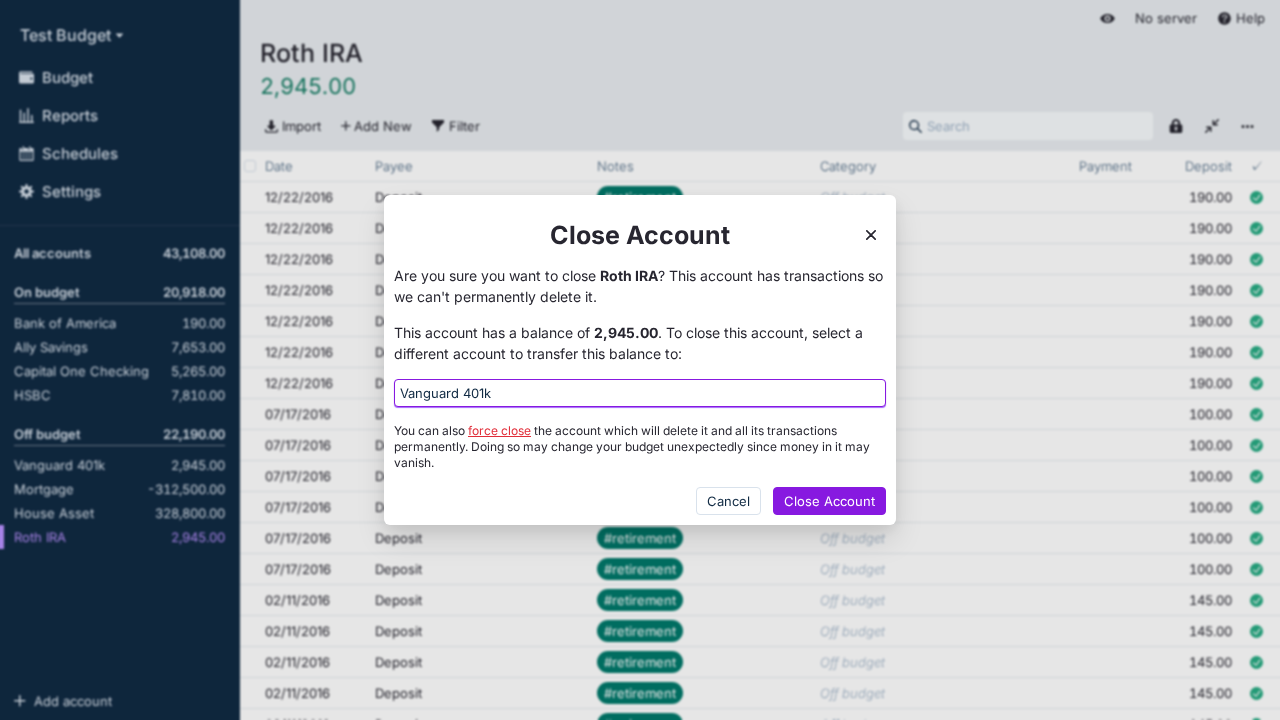 Test Budget
Budget
Reports
Schedules
Settings
All accounts 43,108.00
On budget 20,918.00
Bank of America 190.00
Ally Savings 7,653.00
Capital One Checking 5,265.00
HSBC 7,810.00
Off budget 22,190.00
Vanguard 401k 2,945.00
Mortgage -312,500.00
House Asset 328,800.00
Roth IRA 2,945.00
+ Add account
No server Help
Roth IRA
2,945.00
Import + Add New Filter Search
Date Payee Notes Category Payment Deposit ✓
12/22/2016 Deposit #retirement Off budget 190.00
12/22/2016 190.00
12/22/2016 190.00
12/22/2016 190.00
12/22/2016 190.00
12/22/2016 190.00
12/22/2016 190.00
07/17/2016 100.00
07/17/2016 100.00
07/17/2016 100.00
07/17/2016 100.00
07/17/2016 Deposit #retirement Off budget 100.00
07/17/2016 Deposit #retirement Off budget 100.00
02/11/2016 Deposit #retirement Off budget 145.00
02/11/2016 Deposit #retirement Off budget 145.00
02/11/2016 Deposit #retirement Off budget 145.00
02/11/2016 Deposit #retirement Off budget 145.00
Close Account
Are you sure you want to close Roth IRA? This account has transactions so
we can't permanently delete it.
This account has a balance of 2,945.00. To close this account, select a
different account to transfer this balance to:
Vanguard 401k
You can also force close the account which will delete it and all its transactions
permanently. Doing so may change your budget unexpectedly since money in it may
vanish.
Cancel Close Account